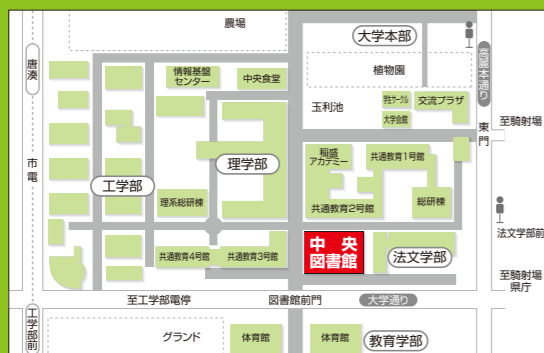 農場
大学本部
唐湊
情報基盤
センター
中央食堂
植物園
高麗本通り
玉利池
学生サークル
交流プラザ
大学会館
東門
至騎射場
市電
稲盛
アカデミー
共通教育1号館
理学部
工学部
理系総研棟
共通教育2号館
総研棟
法文学部前
共通教育4号館
共通教育3号館
中央
図書館
法文学部
至騎射場
県庁
至工学部電停
図書館前門
大学通り
工学部前
グランド
体育館
体育館
教育学部